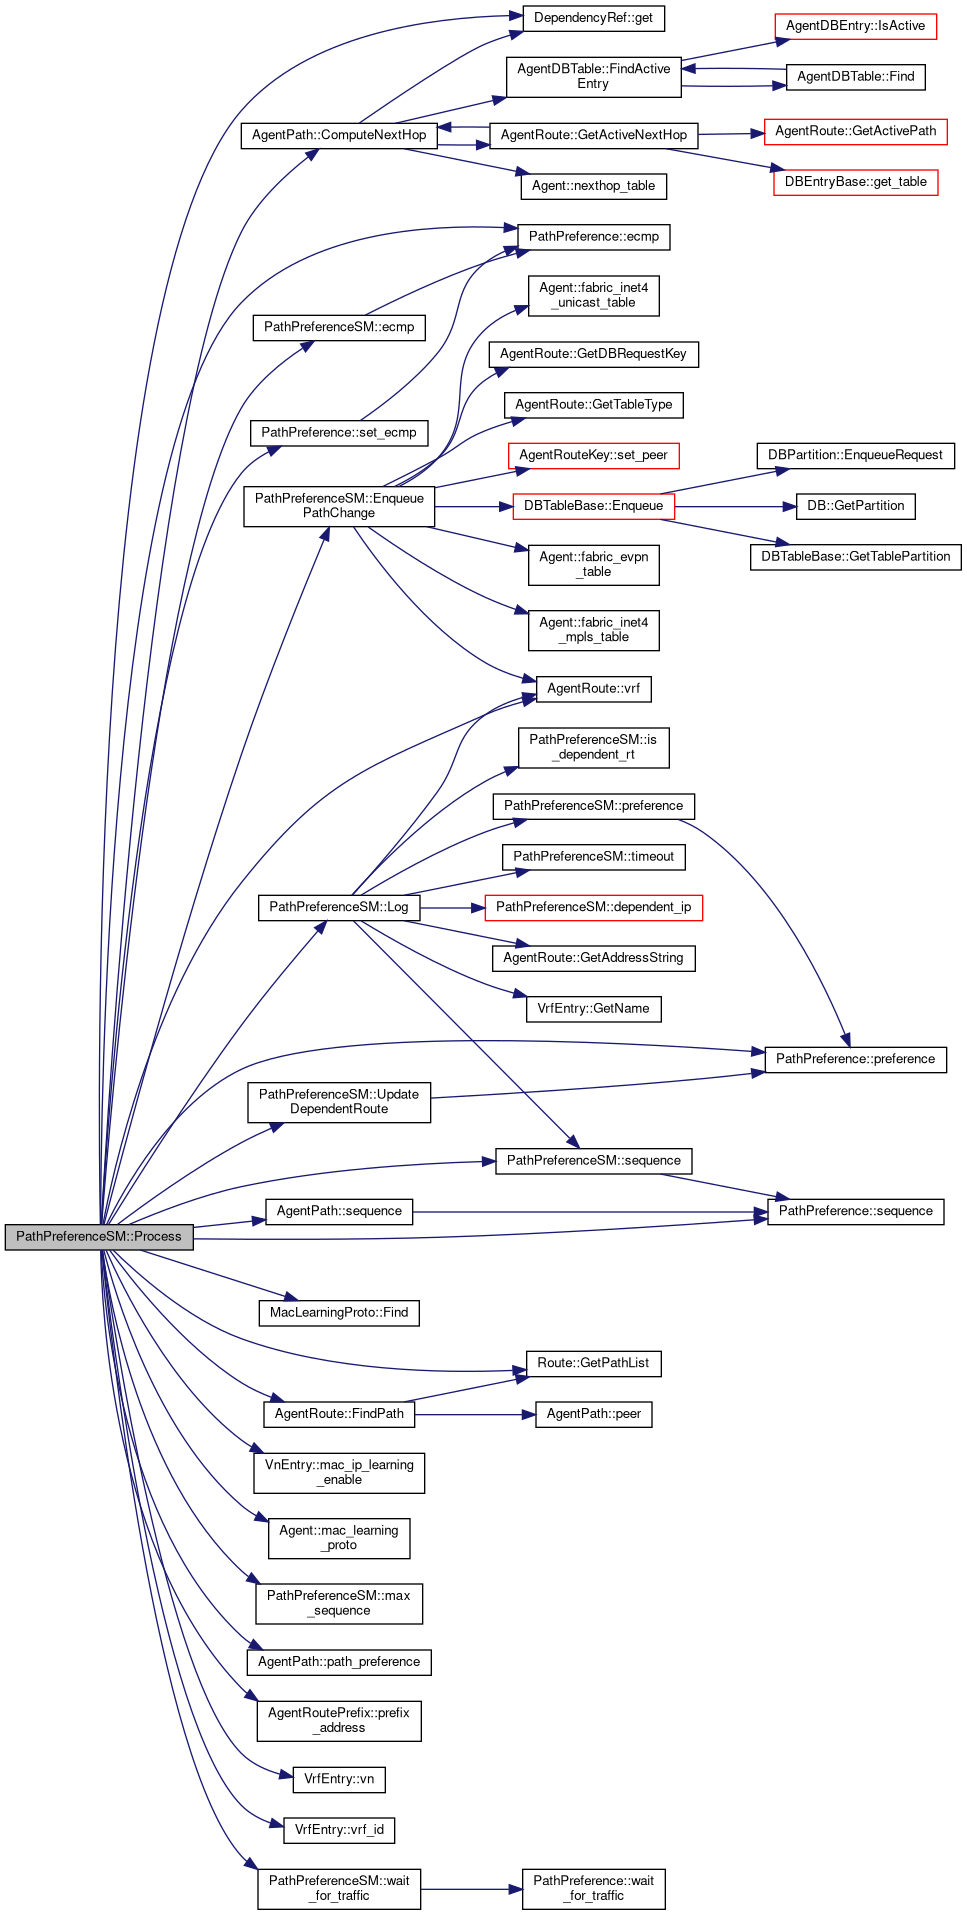 DependencyRef::get
AgentDBEntry::IsActive
AgentDBTable::FindActive
Entry
AgentDBTable::Find
AgentPath::ComputeNextHop
AgentRoute::GetActiveNextHop
AgentRoute::GetActivePath
Agent::nexthop_table
DBEntryBase::get_table
PathPreference::ecmp
Agent::fabric_inet4
_unicast_table
PathPreferenceSM::ecmp
AgentRoute::GetDBRequestKey
AgentRoute::GetTableType
PathPreference::set_ecmp
AgentRouteKey::set_peer
DBPartition::EnqueueRequest
PathPreferenceSM::Enqueue
PathChange
DBTableBase::Enqueue
DB::GetPartition
Agent::fabric_evpn
_table
DBTableBase::GetTablePartition
Agent::fabric_inet4
_mpls_table
AgentRoute::vrf
PathPreferenceSM::is
_dependent_rt
PathPreferenceSM::preference
PathPreferenceSM::timeout
PathPreferenceSM::Log
PathPreferenceSM::dependent_ip
AgentRoute::GetAddressString
VrfEntry::GetName
PathPreference::preference
PathPreferenceSM::Update
DependentRoute
PathPreferenceSM::sequence
AgentPath::sequence
PathPreference::sequence
PathPreferenceSM::Process
MacLearningProto::Find
Route::GetPathList
AgentRoute::FindPath
AgentPath::peer
VnEntry::mac_ip_learning
_enable
Agent::mac_learning
_proto
PathPreferenceSM::max
_sequence
AgentPath::path_preference
AgentRoutePrefix::prefix
_address
VrfEntry::vn
VrfEntry::vrf_id
PathPreferenceSM::wait
_for_traffic
PathPreference::wait
_for_traffic